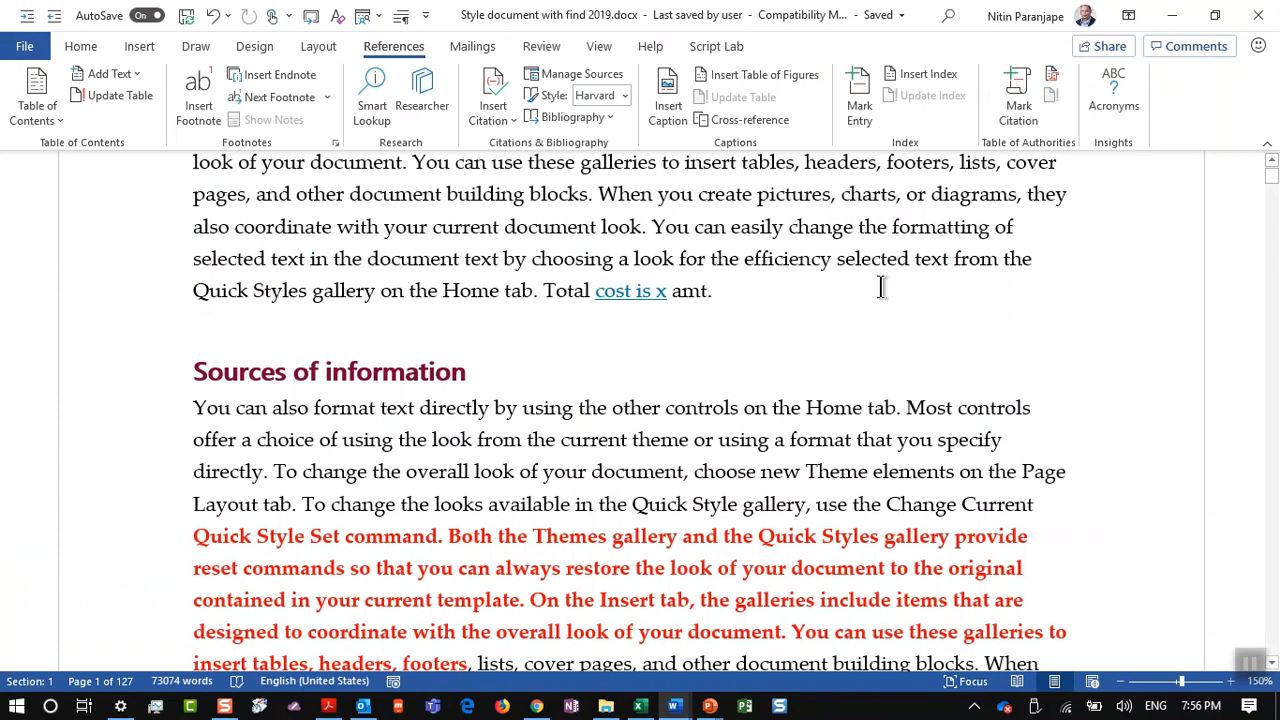 AutoSave On Style document with find 2019.docx - Last saved by user - Compatibility M... - Saved Nitin Paranjape
File Home Insert Draw Design Layout References Mailings Review View Help Script Lab Share Comments
Table of Contents
Add Text
Update Table
Table of Contents
ab1
Insert Footnote
Insert Endnote
Next Footnote
Show Notes
Footnotes
Smart Lookup
Researcher
Research
Insert Citation
Manage Sources
Style: Harvard
Bibliography
Citations & Bibliography
Insert Caption
Insert Table of Figures
Update Table
Cross-reference
Captions
Mark Entry
Insert Index
Update Index
Index
Mark Citation
Table of Authorities
ABC
Acronyms
Insights
look of your document. You can use these galleries to insert tables, headers, footers, lists, cover
pages, and other document building blocks. When you create pictures, charts, or diagrams, they
also coordinate with your current document look. You can easily change the formatting of
selected text in the document text by choosing a look for the efficiency selected text from the
Quick Styles gallery on the Home tab. Total cost is x amt.
Sources of information
You can also format text directly by using the other controls on the Home tab. Most controls
offer a choice of using the look from the current theme or using a format that you specify
directly. To change the overall look of your document, choose new Theme elements on the Page
Layout tab. To change the looks available in the Quick Style gallery, use the Change Current
Quick Style Set command. Both the Themes gallery and the Quick Styles gallery provide
reset commands so that you can always restore the look of your document to the original
contained in your current template. On the Insert tab, the galleries include items that are
designed to coordinate with the overall look of your document. You can use these galleries to
insert tables, headers, footers, lists, cover pages, and other document building blocks. When
Section: 1 Page 1 of 127 73074 words English (United States) Focus 150%
ENG 7:56 PM